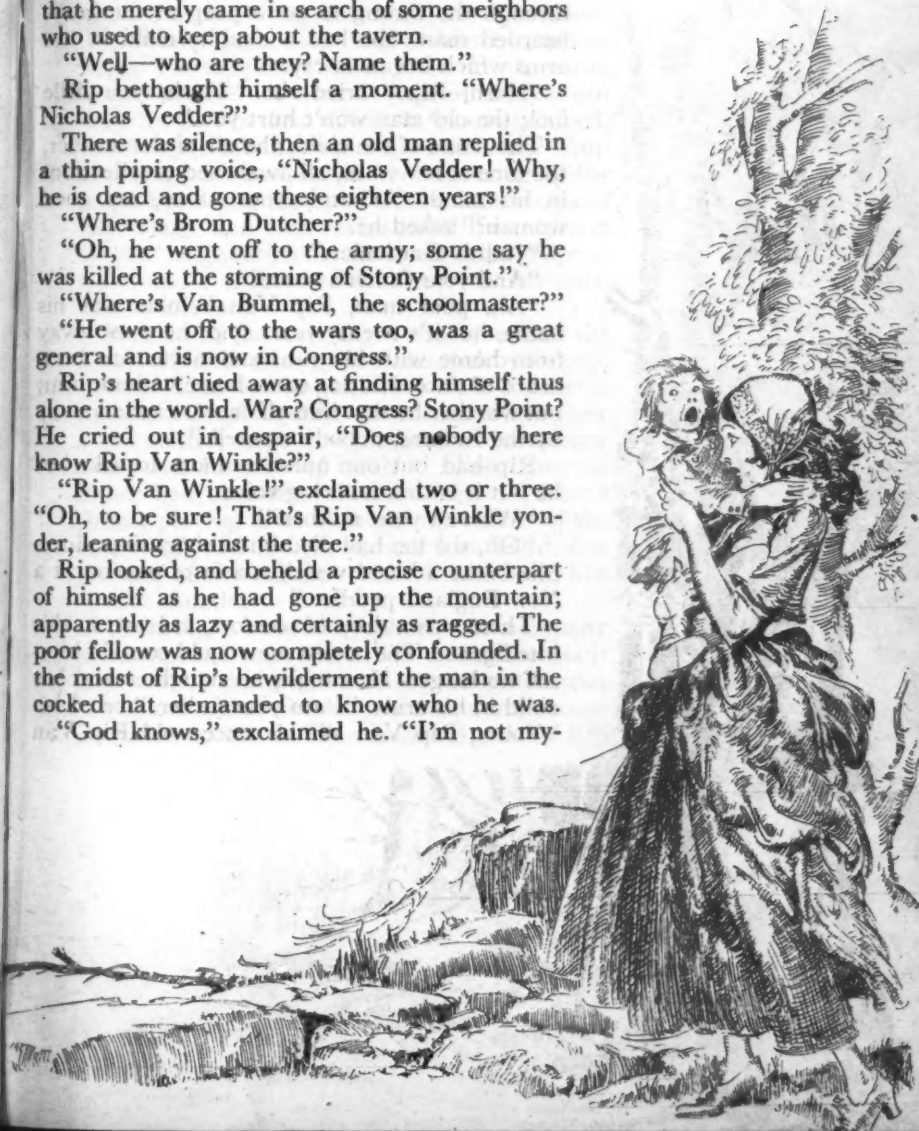 that he merely came in search of some neighbors
who used to keep about the tavern.
“Well—who are they? Name them.”
Rip bethought himself a moment. “Where’s
Nicholas Vedder?”
There was silence, then an old man replied in
a thin piping voice, “Nicholas Vedder! Why,
he is dead and gone these eighteen years!”
“Where’s Brom Dutcher?”
“Oh, he went off to the army; some say he
was killed at the storming of Stony Point.”
“Where’s Van Bummel, the schoolmaster?”
“He went off to the wars too, was a great
general and is now in Congress.”
Rip’s heart died away at finding himself thus
alone in the world. War? Congress? Stony Point?
He cried out in despair, “Does nobody here
know Rip Van Winkle?”
“Rip Van Winkle!” exclaimed two or three.
“Oh, to be sure! That’s Rip Van Winkle yon-
der, leaning against the tree.”
Rip looked, and beheld a precise counterpart
of himself as he had gone up the mountain;
apparently as lazy and certainly as ragged. The
poor fellow was now completely confounded. In
the midst of Rip’s bewilderment the man in the
cocked hat demanded to know who he was.
“God knows,” exclaimed he. “I’m not my-